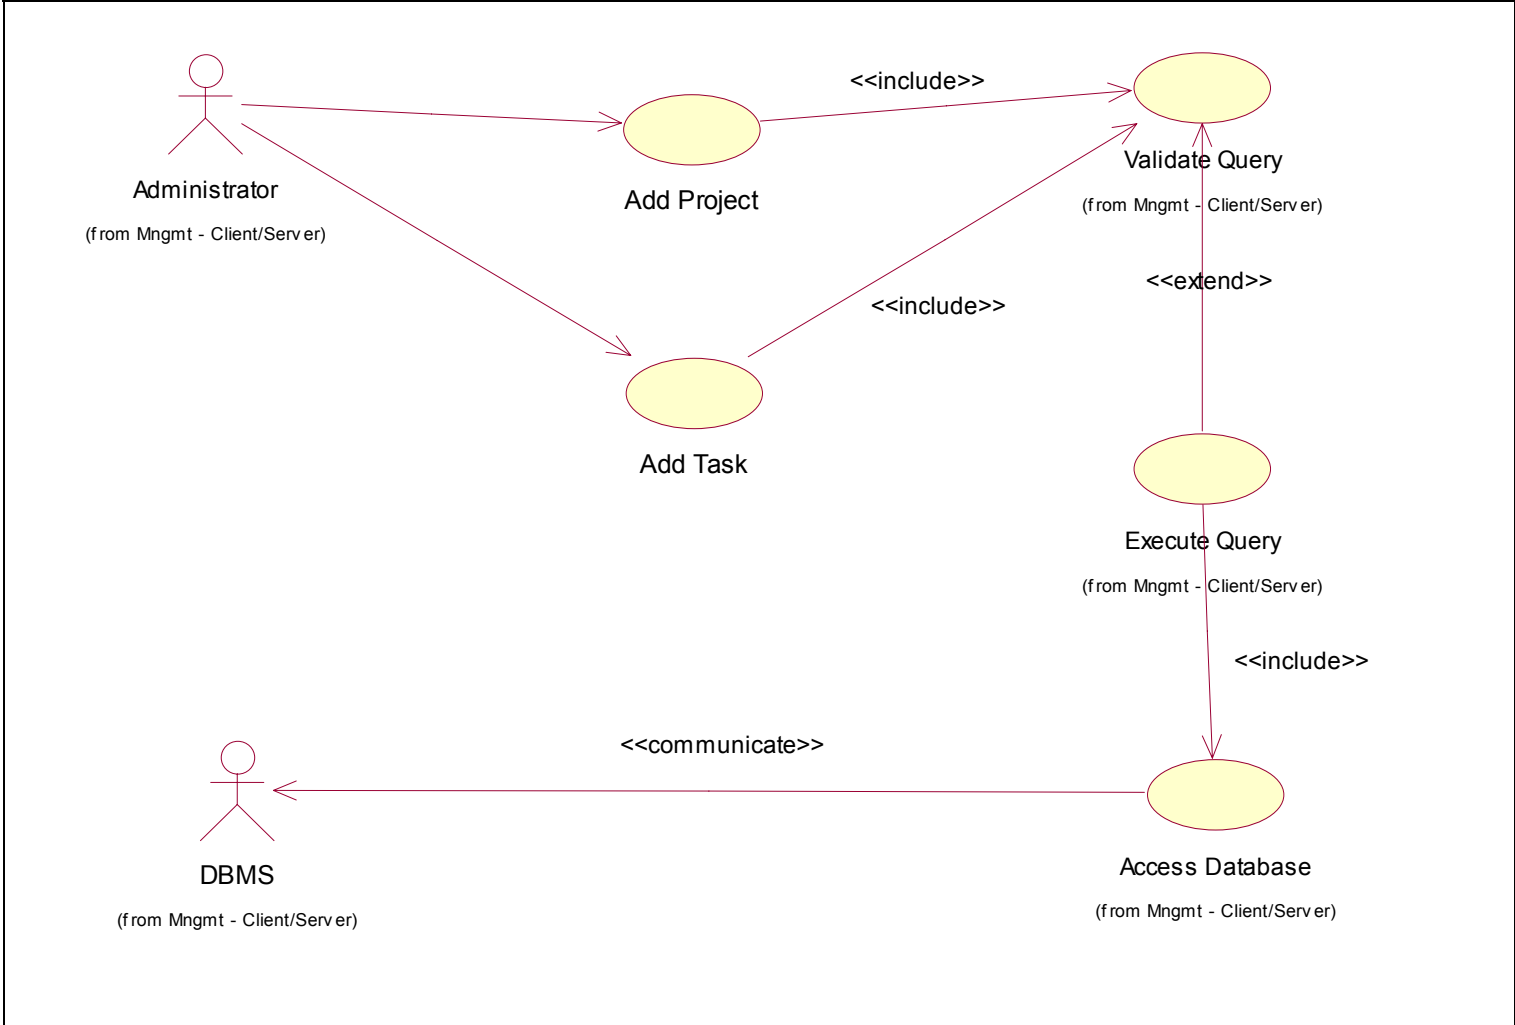 <<include>>
Validate Query
(from Mngmt - Client/Server)
Administrator
(from Mngmt - Client/Server)
Add Project
<<extend>>
<<include>>
Add Task
Execute Query
(from Mngmt - Client/Server)
<<include>>
<<communicate>>
DBMS
(from Mngmt - Client/Server)
Access Database
(from Mngmt - Client/Server)